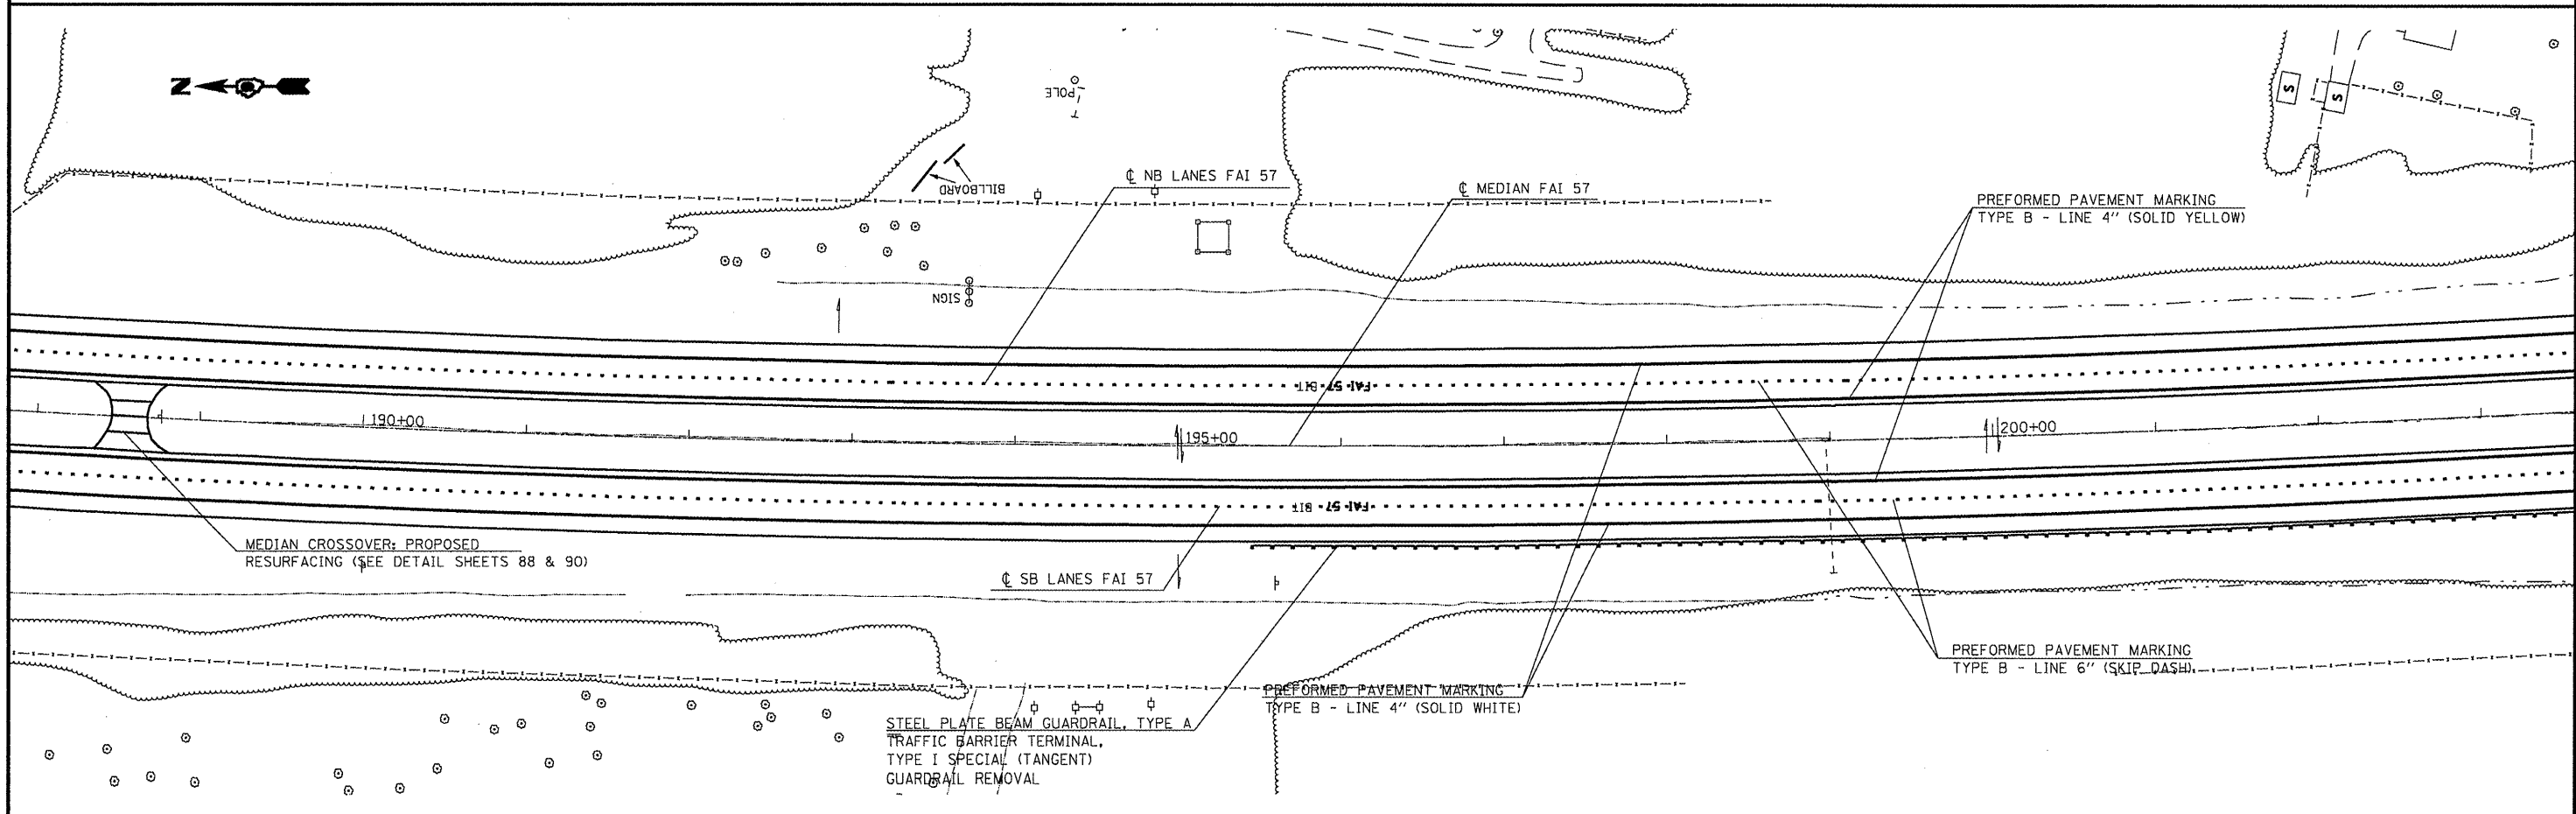 N
POLE
BILLBOARD
SIGN
S
S
℄ NB LANES FAI 57
℄ MEDIAN FAI 57
PREFORMED PAVEMENT MARKING
TYPE B - LINE 4" (SOLID YELLOW)
FAI 57
BIT
190+00
195+00
200+00
FAI 57
BIT
MEDIAN CROSSOVER: PROPOSED
RESURFACING (SEE DETAIL SHEETS 88 & 90)
℄ SB LANES FAI 57
PREFORMED PAVEMENT MARKING
TYPE B - LINE 6" (SKIP DASH)
PREFORMED PAVEMENT MARKING
TYPE B - LINE 4" (SOLID WHITE)
STEEL PLATE BEAM GUARDRAIL, TYPE A
TRAFFIC BARRIER TERMINAL,
TYPE I SPECIAL (TANGENT)
GUARDRAIL REMOVAL